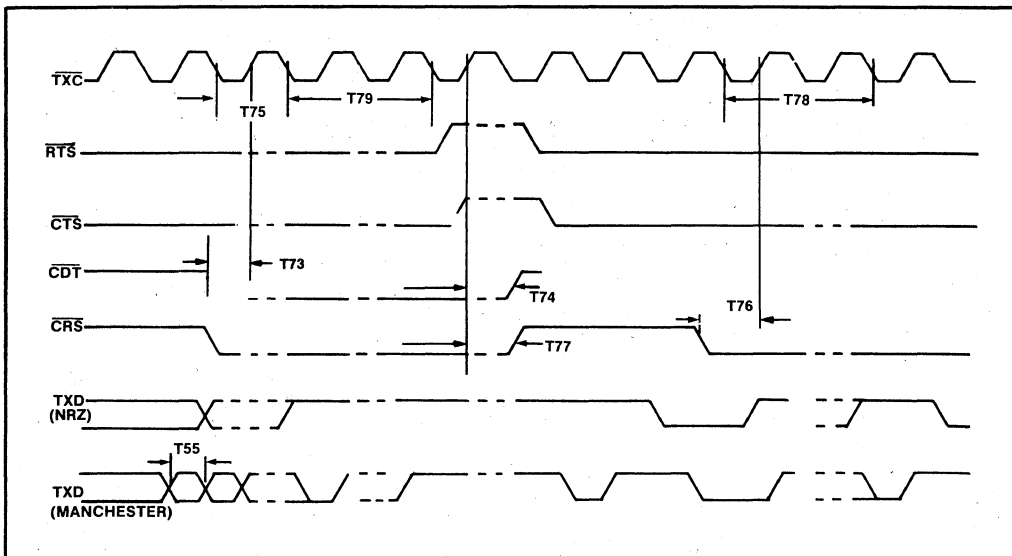 TXC
T75
T79
T78
RTS
CTS
CDT
T73
T74
T76
CRS
T77
TXD
(NRZ)
T55
TXD
(MANCHESTER)